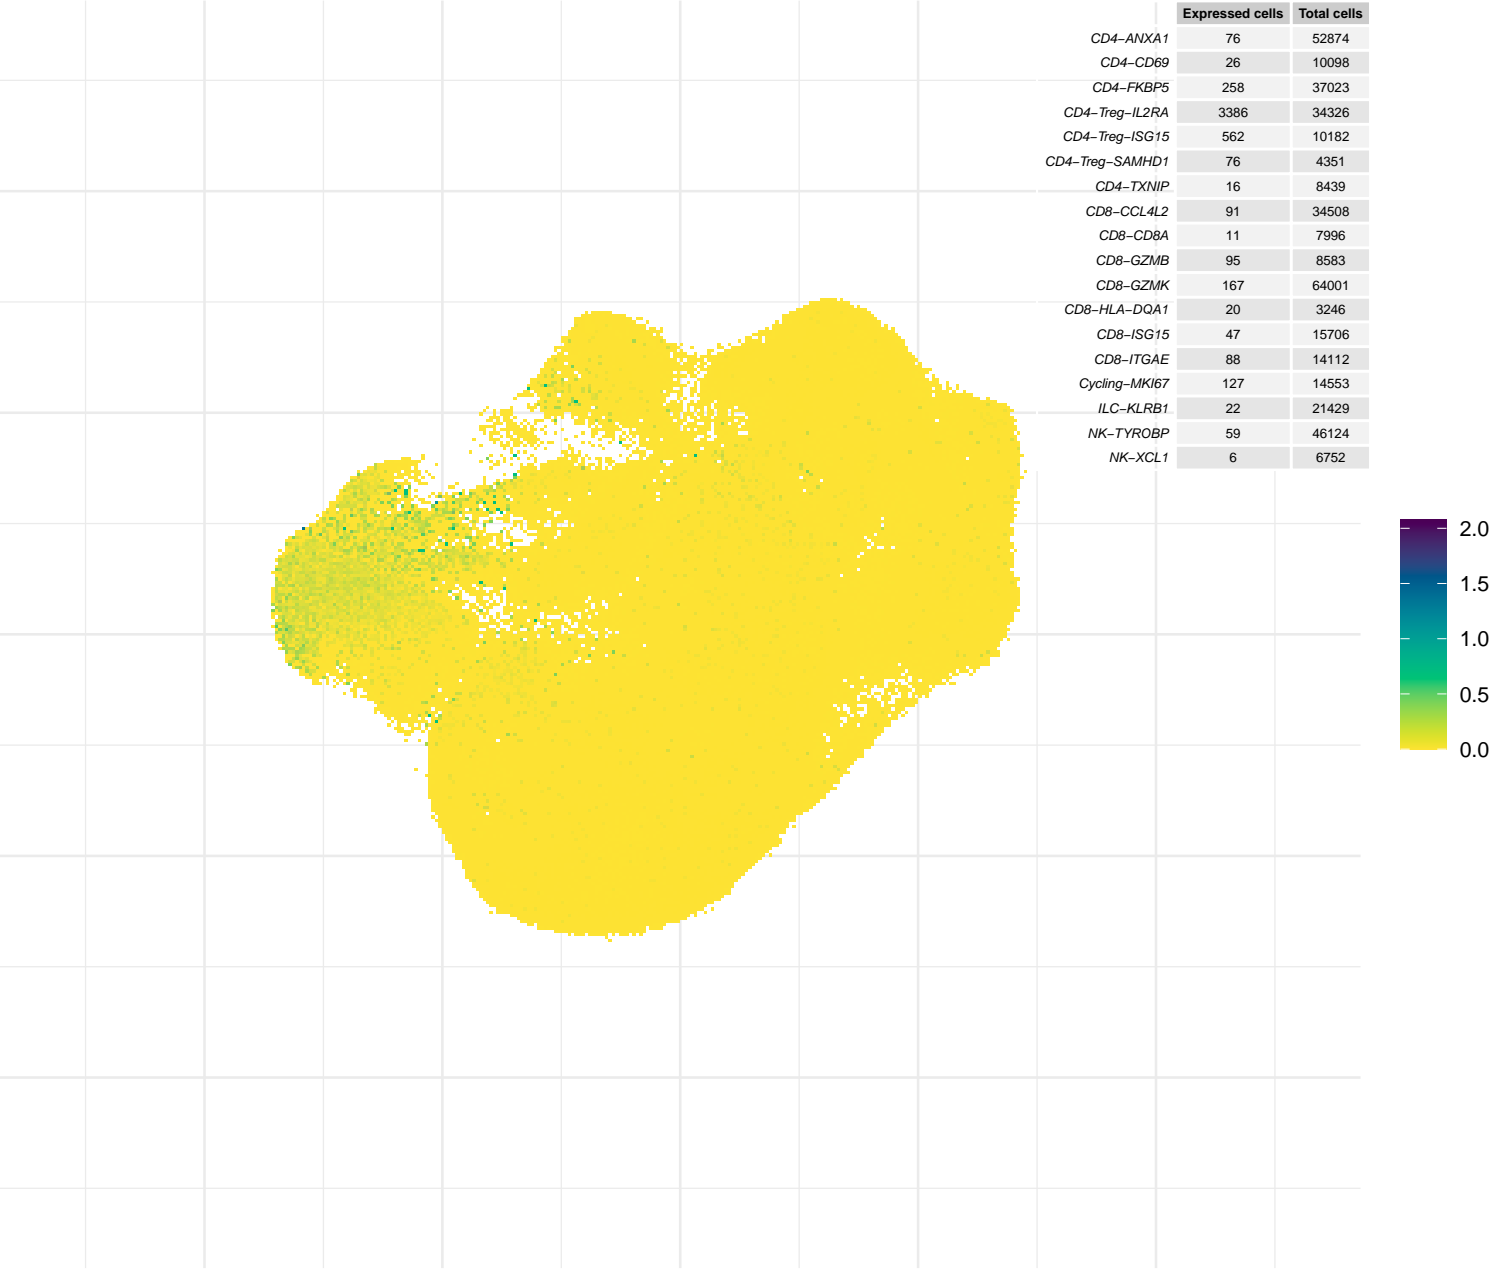 Expressed cells Total cells
CD4−ANXA1 76 52874
CD4−CD69 26 10098
CD4−FKBP5 258 37023
CD4−Treg−IL2RA 3386 34326
CD4−Treg−ISG15 562 10182
CD4−Treg−SAMHD1 76 4351
CD4−TXNIP 16 8439
CD8−CCL4L2 91 34508
CD8−CD8A 11 7996
CD8−GZMB 95 8583
CD8−GZMK 167 64001
CD8−HLA−DQA1 20 3246
CD8−ISG15 47 15706
CD8−ITGAE 88 14112
Cycling−MKI67 127 14553
ILC−KLRB1 22 21429
NK−TYROBP 59 46124
NK−XCL1 6 6752
2.0
1.5
1.0
0.5
0.0